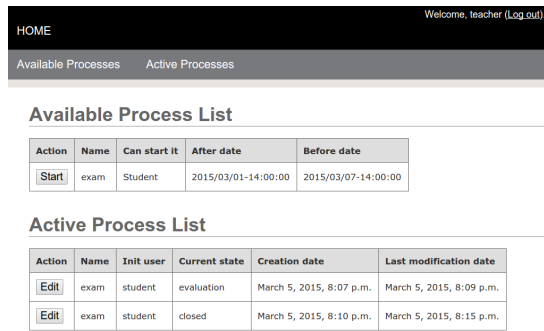 Welcome, teacher (Log out)
HOME
Available Processes Active Processes
Available Process List
Action Name Can start it After date Before date
Start exam Student 2015/03/01-14:00:00 2015/03/07-14:00:00
Active Process List
Action Name Init user Current state Creation date Last modification date
Edit exam student evaluation March 5, 2015, 8:07 p.m. March 5, 2015, 8:09 p.m.
Edit exam student closed March 5, 2015, 8:10 p.m. March 5, 2015, 8:15 p.m.